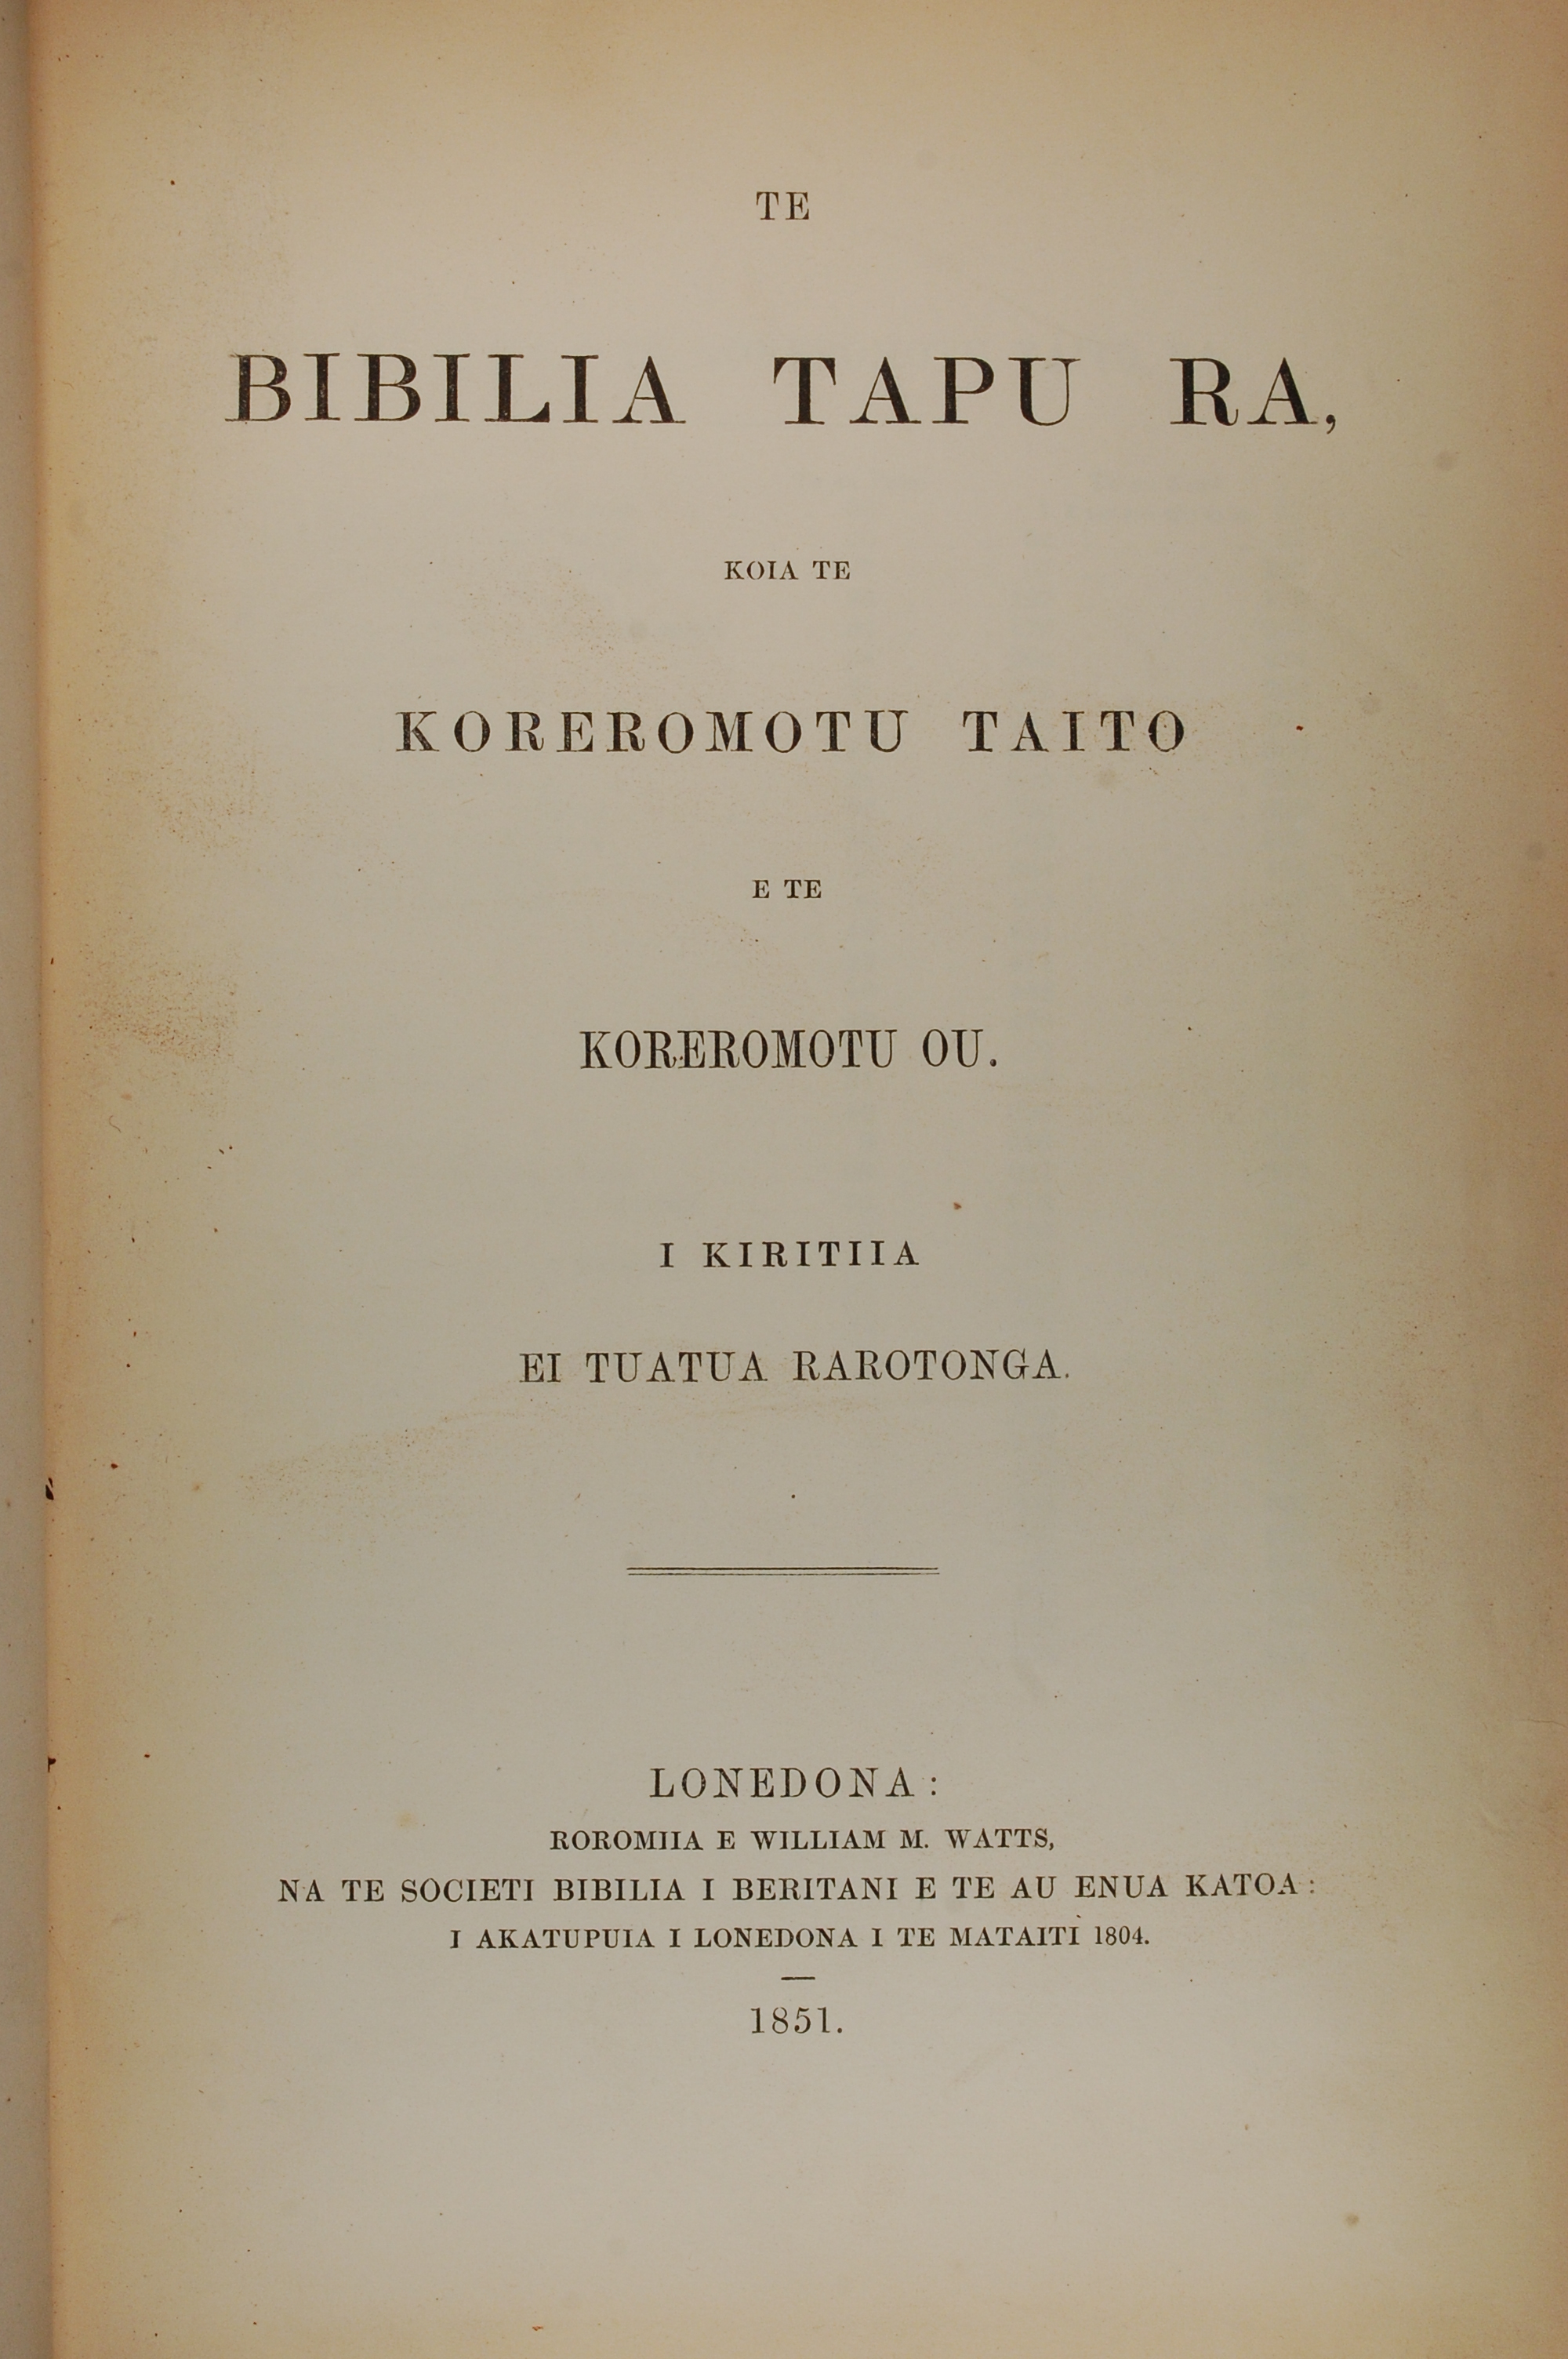 TE
BIBILIA TAPU RA,
KOIA TE
KOREROMOTU TAITO
E TE
KOREROMOTU OU.
I KIRITIIA
EI TUATUA RAROTONGA.
LONEDONA:
ROROMIIA E WILLIAM M. WATTS,
NA TE SOCIETI BIBILIA I BERITANI E TE AU ENUA KATOA:
I AKATUPUIA I LONEDONA I TE MATAITI 1804.
1851.